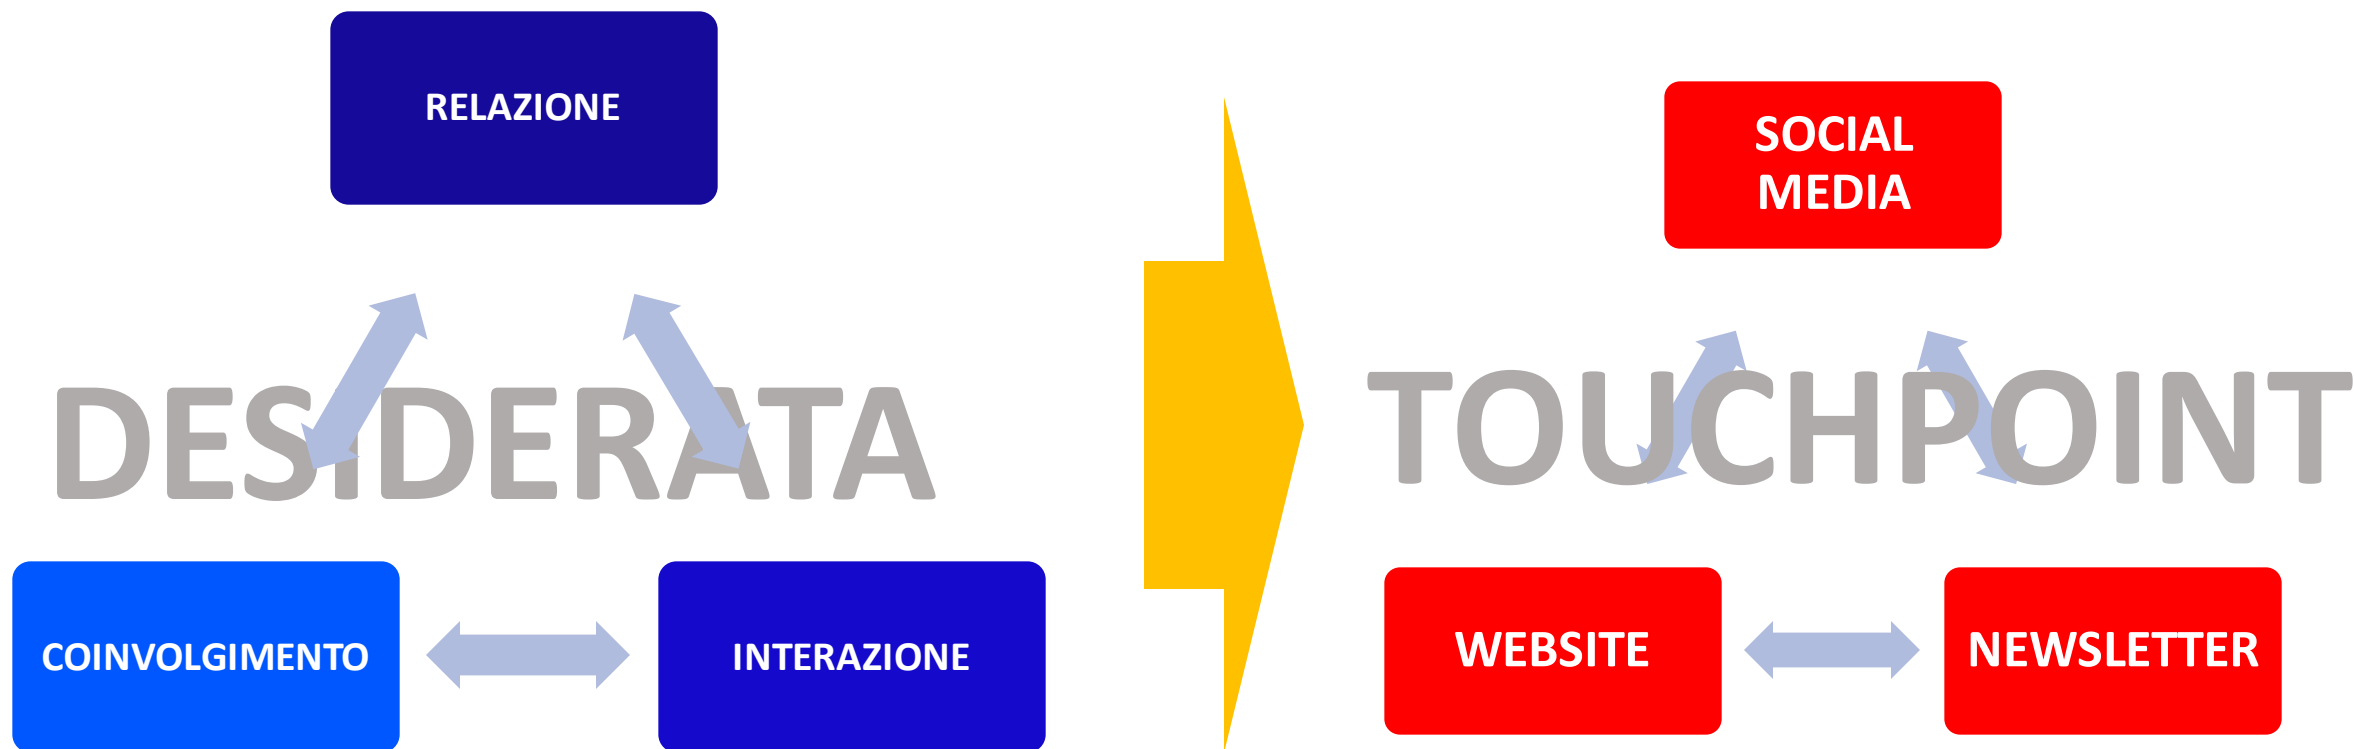 RELAZIONE
DESIDERATA
COINVOLGIMENTO
INTERAZIONE
SOCIAL
MEDIA
TOUCHPOINT
WEBSITE
NEWSLETTER